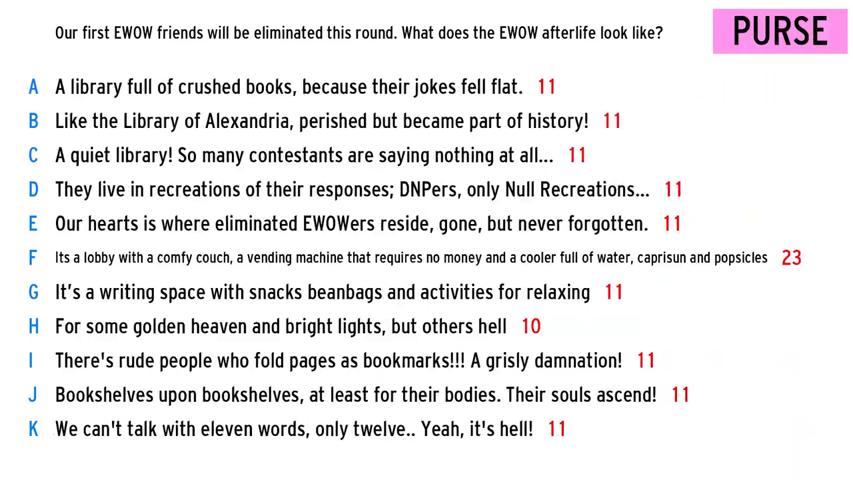 Our first EWOW friends will be eliminated this round. What does the EWOW afterlife look like?
PURSE
A A library full of crushed books, because their jokes fell flat. 11
B Like the Library of Alexandria, perished but became part of history! 11
C A quiet library! So many contestants are saying nothing at all... 11
D They live in recreations of their responses; DNPers, only Null Recreations... 11
E Our hearts is where eliminated EWOWers reside, gone, but never forgotten. 11
F Its a lobby with a comfy couch, a vending machine that requires no money and a cooler full of water, caprisun and popsicles 23
G It's a writing space with snacks beanbags and activities for relaxing 11
H For some golden heaven and bright lights, but others hell 10
I There's rude people who fold pages as bookmarks!!! A grisly damnation! 11
J Bookshelves upon bookshelves, at least for their bodies. Their souls ascend! 11
K We can't talk with eleven words, only twelve.. Yeah, it's hell! 11